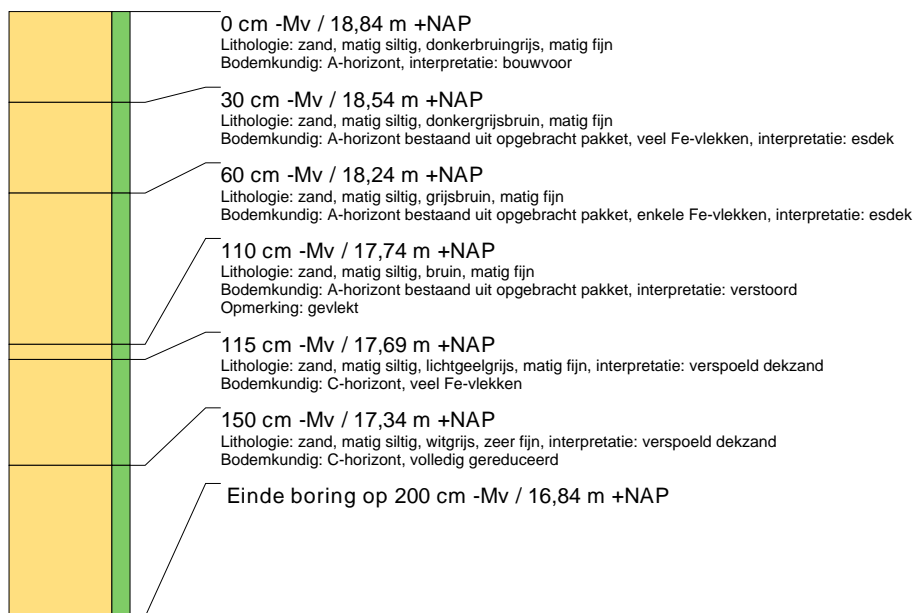 0 cm -Mv / 18,84 m +NAP
Lithologie: zand, matig siltig, donkerbruingrijs, matig fijn
Bodemkundig: A-horizont, interpretatie: bouwvoor
30 cm -Mv / 18,54 m +NAP
Lithologie: zand, matig siltig, donkergrijsbruin, matig fijn
Bodemkundig: A-horizont bestaand uit opgebracht pakket, veel Fe-vlekken, interpretatie: esdek
60 cm -Mv / 18,24 m +NAP
Lithologie: zand, matig siltig, grijsbruin, matig fijn
Bodemkundig: A-horizont bestaand uit opgebracht pakket, enkele Fe-vlekken, interpretatie: esdek
110 cm -Mv / 17,74 m +NAP
Lithologie: zand, matig siltig, bruin, matig fijn
Bodemkundig: A-horizont bestaand uit opgebracht pakket, interpretatie: verstoord
Opmerking: gevlekt
115 cm -Mv / 17,69 m +NAP
Lithologie: zand, matig siltig, lichtgeelgrijs, matig fijn, interpretatie: verspoeld dekzand
Bodemkundig: C-horizont, veel Fe-vlekken
150 cm -Mv / 17,34 m +NAP
Lithologie: zand, matig siltig, witgrijs, zeer fijn, interpretatie: verspoeld dekzand
Bodemkundig: C-horizont, volledig gereduceerd
Einde boring op 200 cm -Mv / 16,84 m +NAP